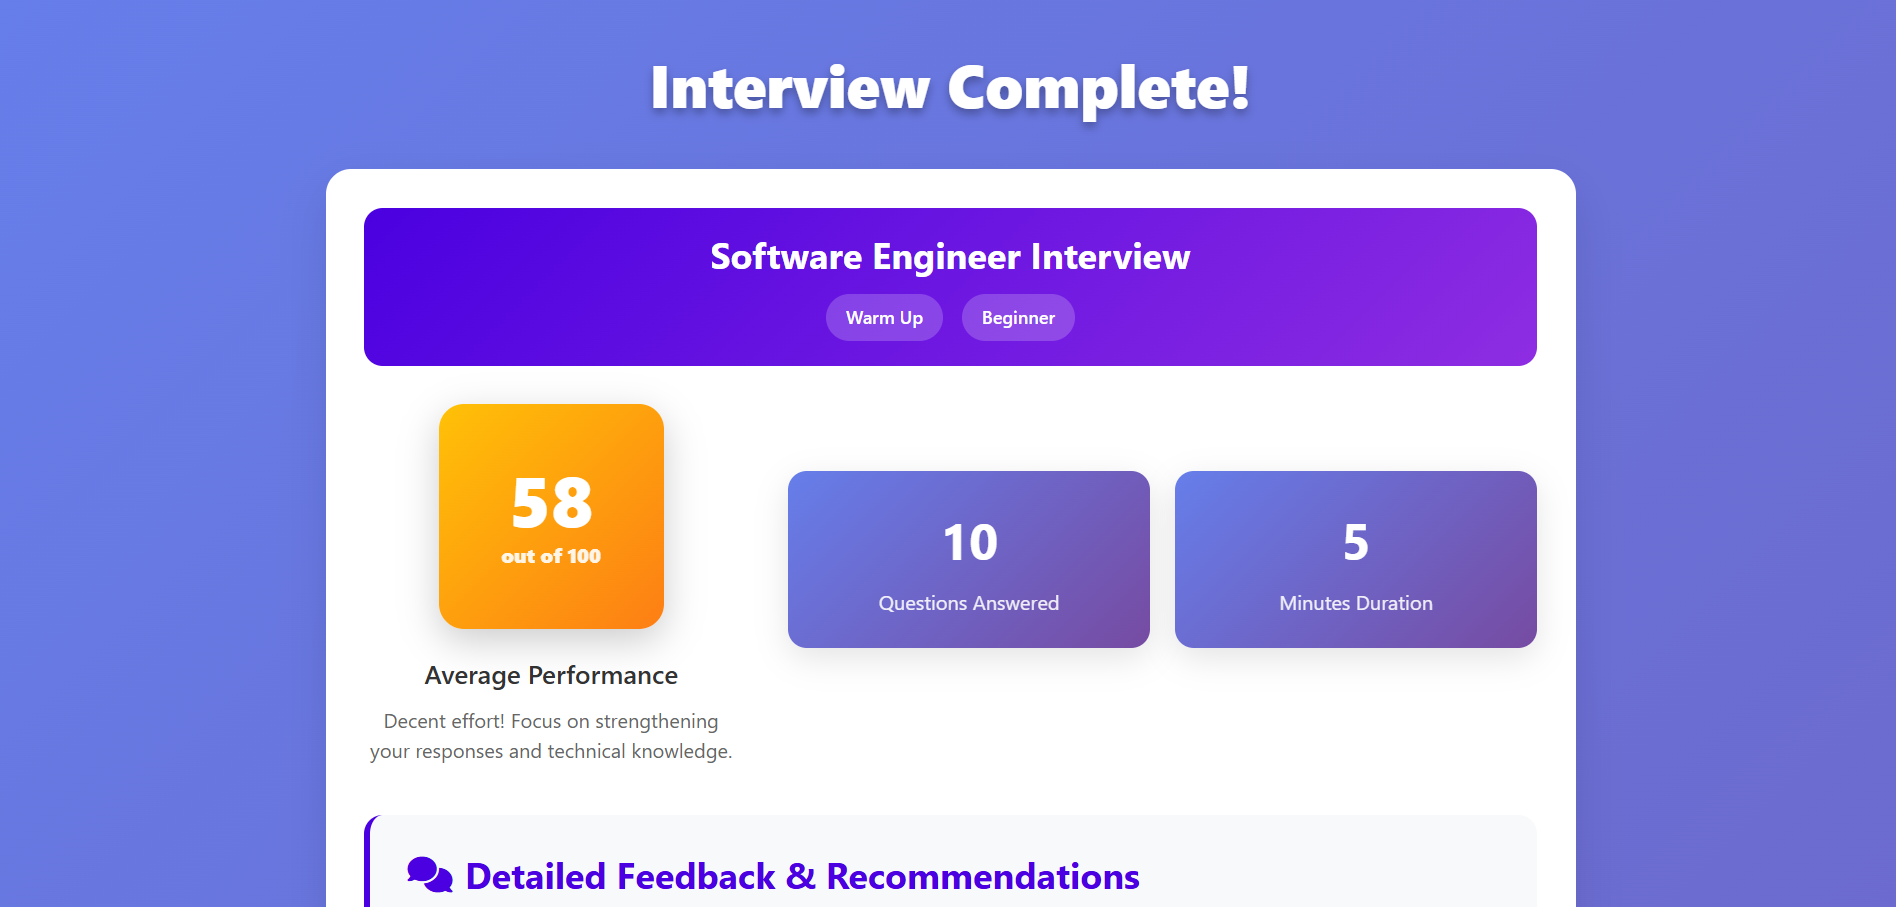 Interview Complete!
Software Engineer Interview
Warm Up
Beginner
58
out of 100
Average Performance
Decent effort! Focus on strengthening
your responses and technical knowledge.
10
Questions Answered
5
Minutes Duration
Detailed Feedback & Recommendations